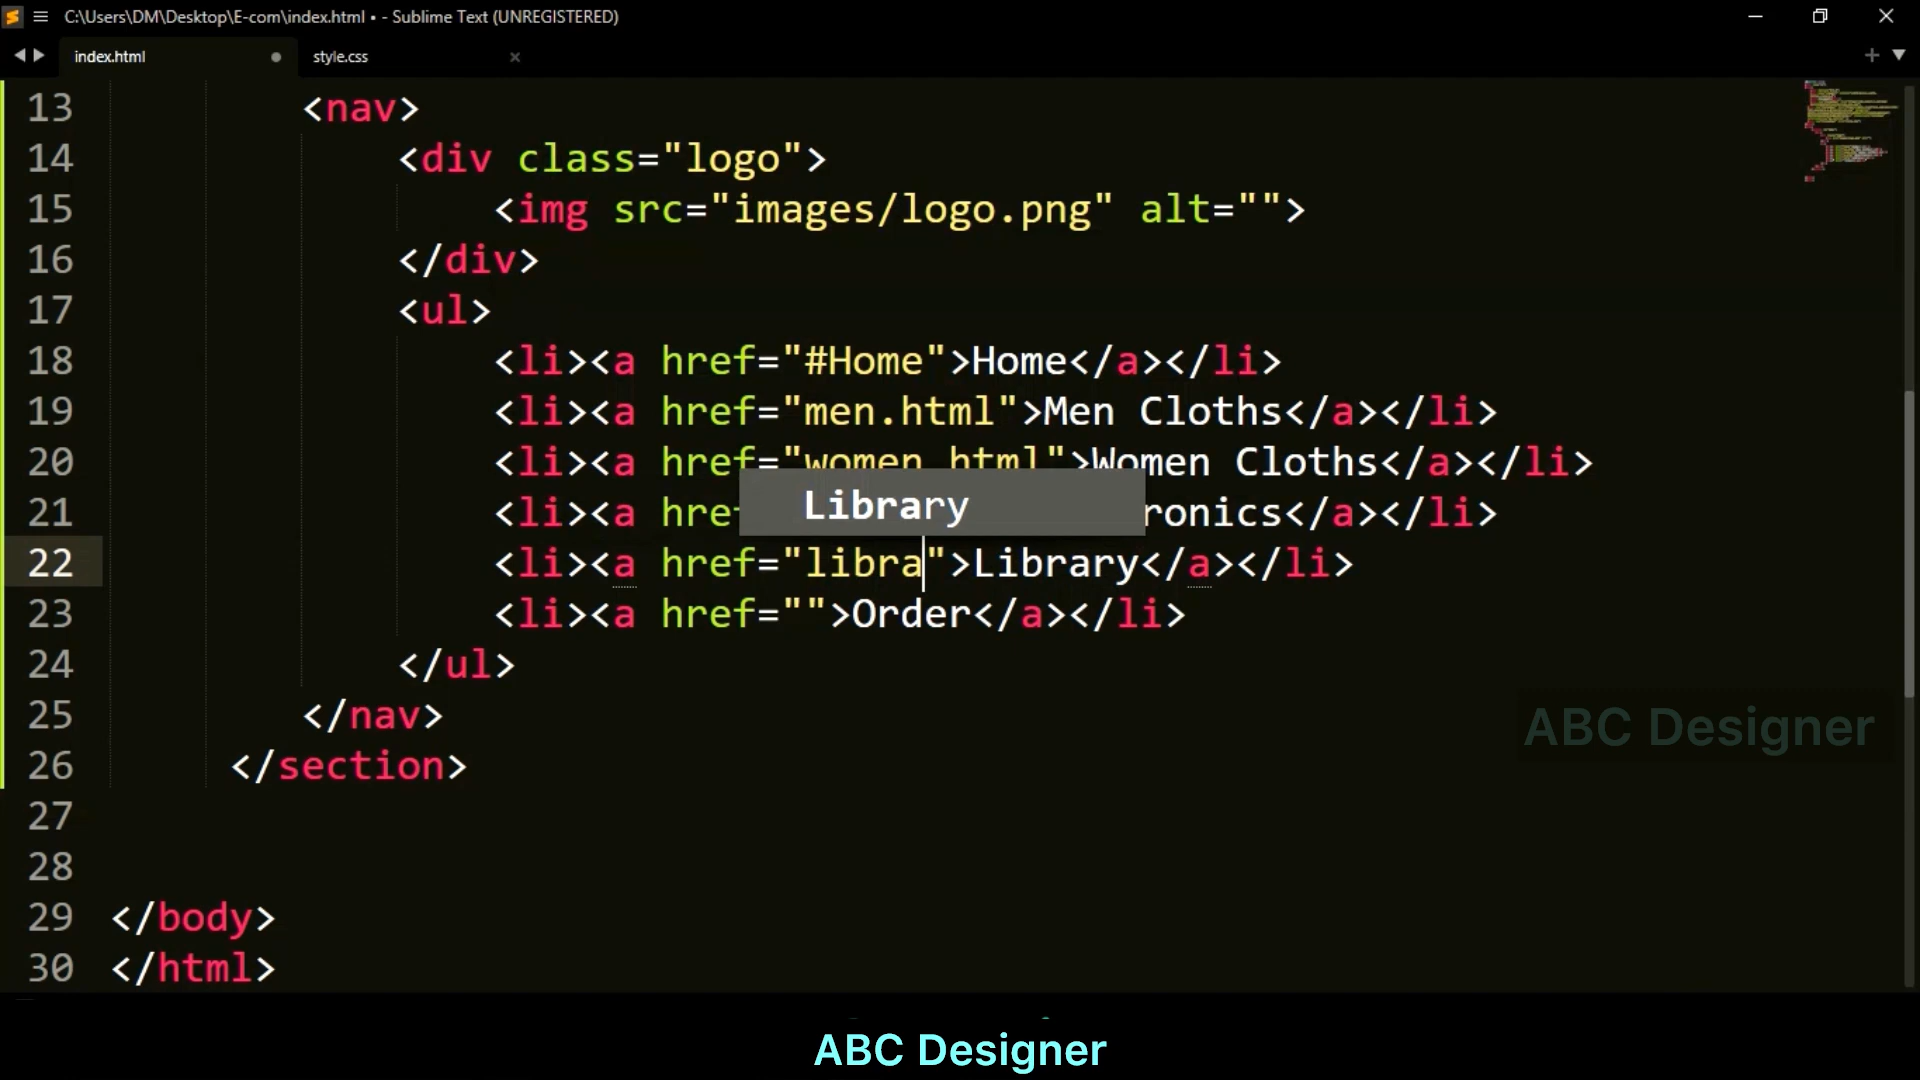 C:\Users\DM\Desktop\E-com\index.html • - Sublime Text (UNREGISTERED)
index.html
style.css
13 <nav>
14 <div class="logo">
15 <img src="images/logo.png" alt="">
16 </div>
17 <ul>
18 <li><a href="#Home">Home</a></li>
19 <li><a href="men.html">Men Cloths</a></li>
20 <li><a href="women.html">Women Cloths</a></li>
Library
21 <li><a hre ronics</a></li>
22 <li><a href="libra">Library</a></li>
23 <li><a href="">Order</a></li>
24 </ul>
25 </nav>
26 </section>
27
28
29 </body>
30 </html>
ABC Designer
ABC Designer